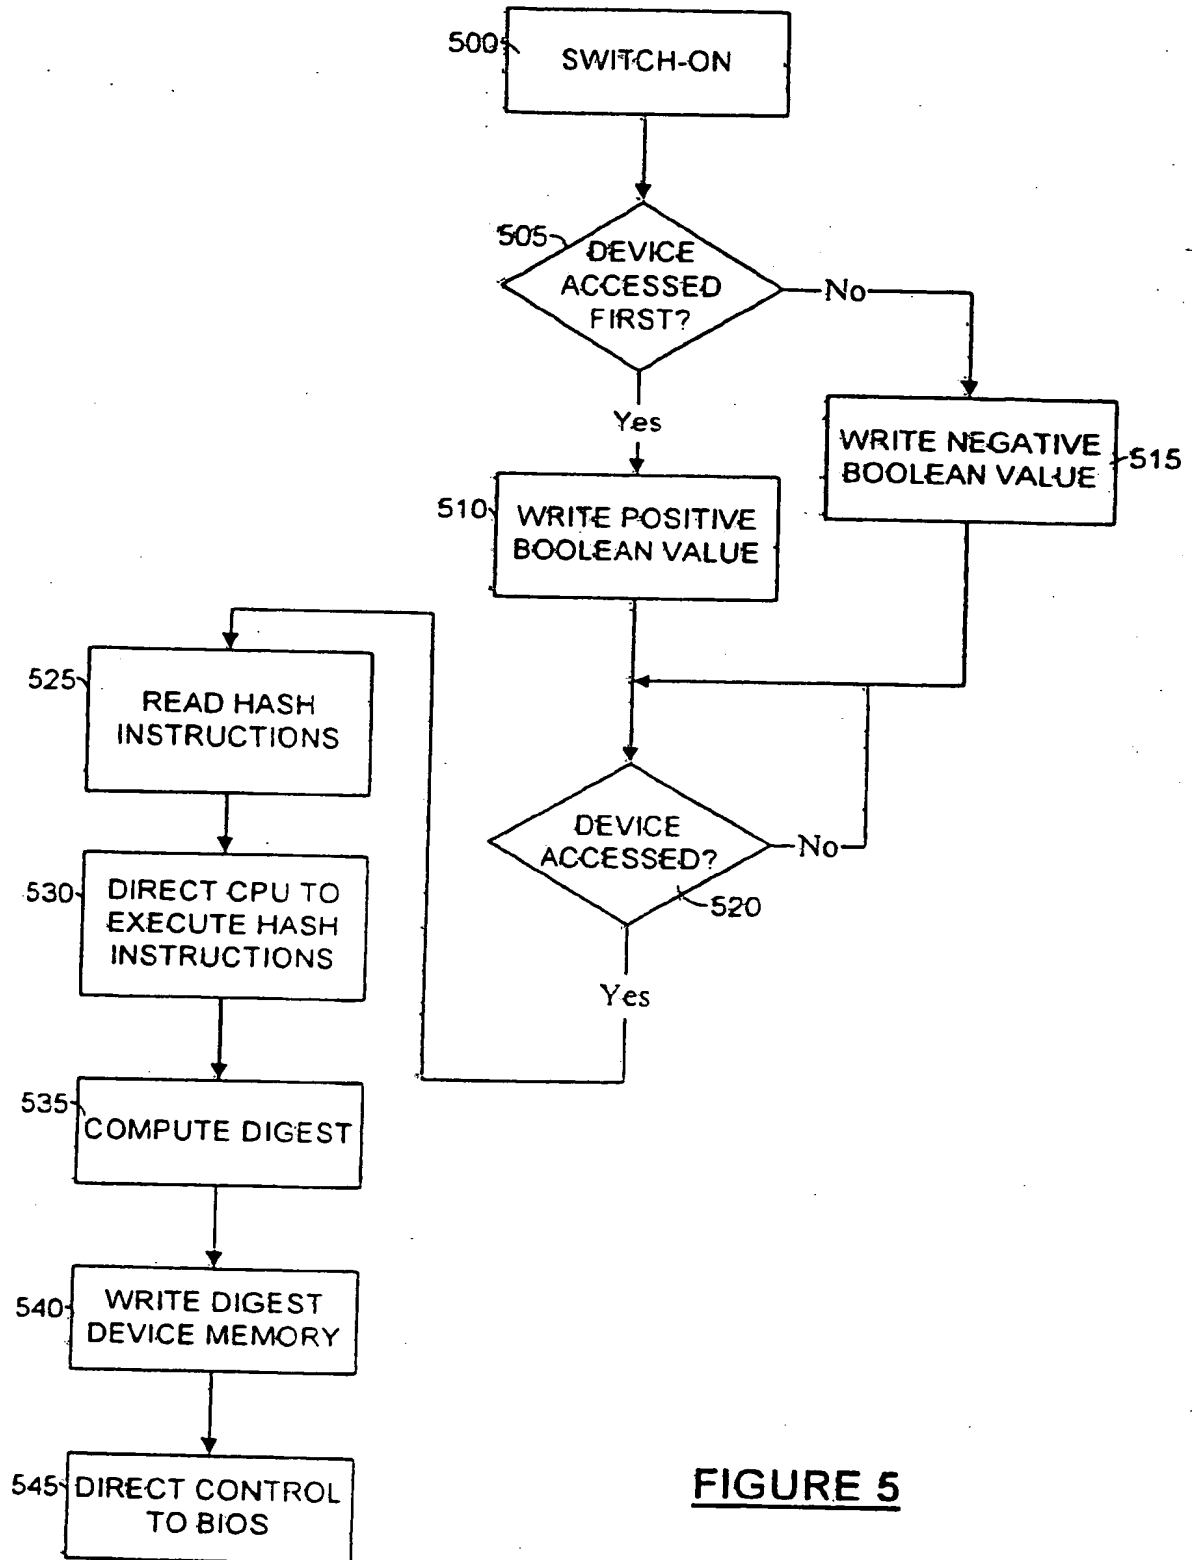 500
SWITCH-ON
505
DEVICE
ACCESSED
FIRST?
No
Yes
WRITE NEGATIVE
BOOLEAN VALUE
515
510
WRITE POSITIVE
BOOLEAN VALUE
525
READ HASH
INSTRUCTIONS
DEVICE
ACCESSED?
No
520
530
DIRECT CPU TO
EXECUTE HASH
INSTRUCTIONS
Yes
535
COMPUTE DIGEST
540
WRITE DIGEST
DEVICE MEMORY
545
DIRECT CONTROL
TO BIOS
FIGURE 5